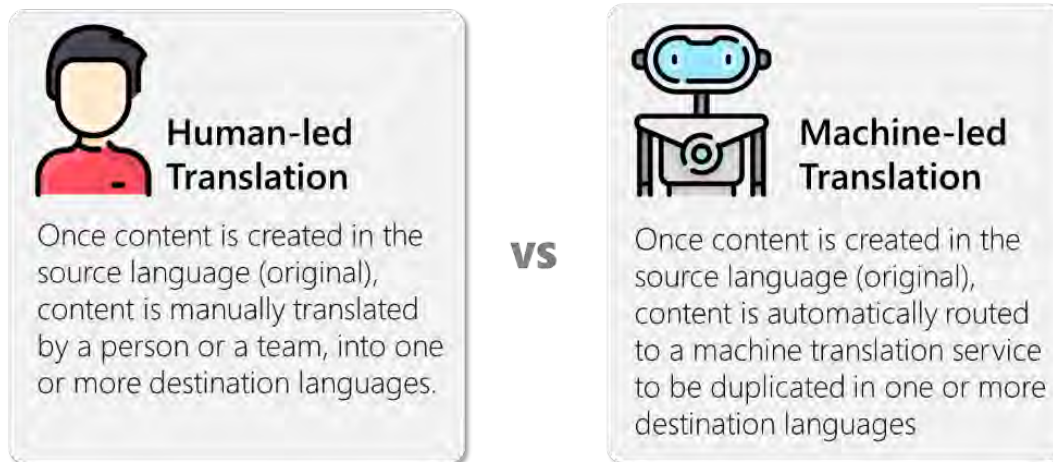 Human-led
Translation
Once content is created in the
source language (original),
content is manually translated
by a person or a team, into one
or more destination languages.
vs
Machine-led
Translation
Once content is created in the
source language (original),
content is automatically routed
to a machine translation service
to be duplicated in one or more
destination languages